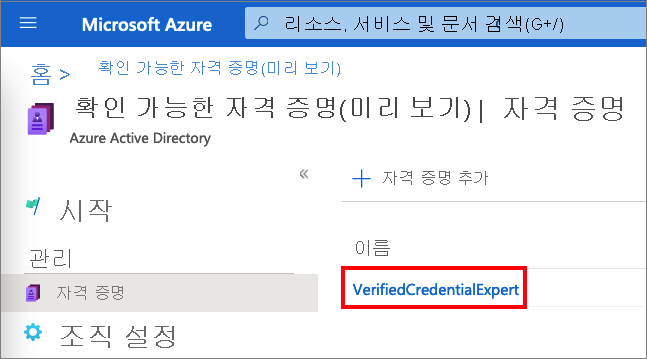 Microsoft Azure
리소스, 서비스 및 문서 검색(G+/)
홈 > 확인 가능한 자격 증명(미리 보기)
확인 가능한 자격 증명(미리 보기) | 자격 증명
Azure Active Directory
«
+ 자격 증명 추가
시작
관리
자격 증명
조직 설정
이름
VerifiedCredentialExpert